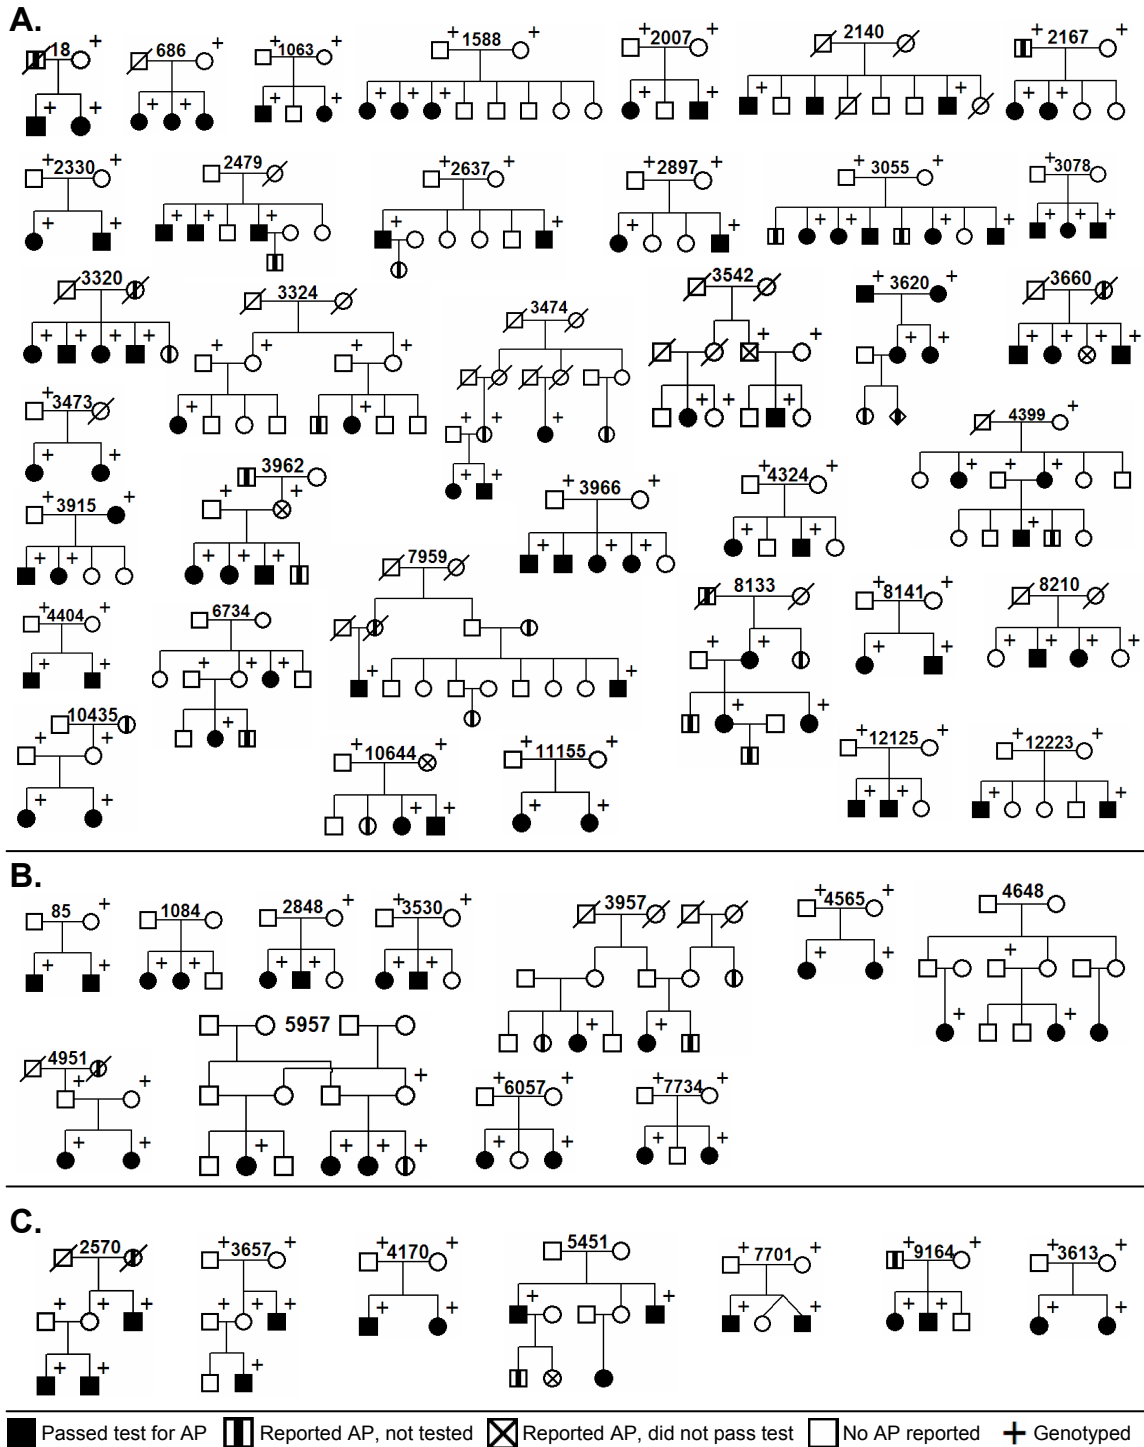 A.
18 686 1063 1588 2007 2140 2167
2330 2479 2637 2897 3055 3078
3320 3324 3474 3542 3620 3660
3473 4399
3915 3962 3966 4324
7959
4404 6734 8133 8141 8210
10435 10644 11155 12125 12223
B.
85 1084 2848 3530 3957 4565 4648
4951 5957 6057 7734
C.
2570 3657 4170 5451 7701 9164 3613
Passed test for AP Reported AP, not tested Reported AP, did not pass test No AP reported + Genotyped